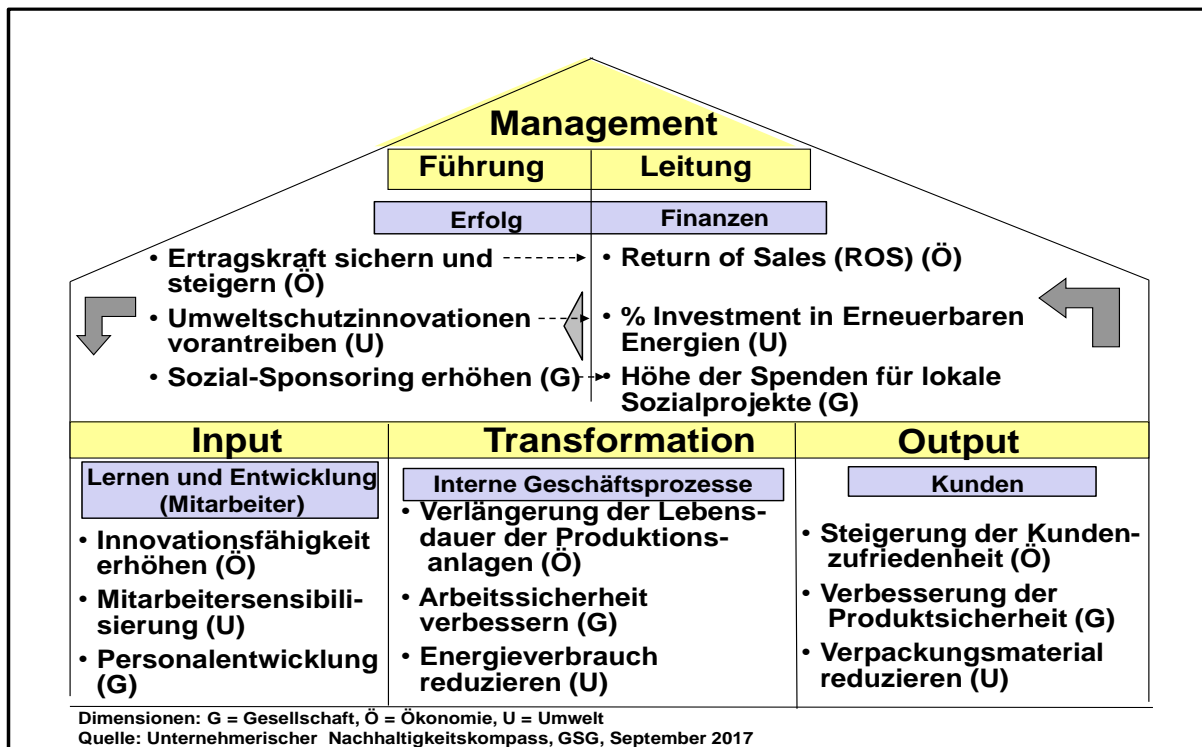 Management
Führung
Leitung
Erfolg
Finanzen
• Ertragskraft sichern und
steigern (Ö)
• Umweltschutzinnovationen
vorantreiben (U)
• Sozial-Sponsoring erhöhen (G)
• Return of Sales (ROS) (Ö)
• % Investment in Erneuerbaren
Energien (U)
• Höhe der Spenden für lokale
Sozialprojekte (G)
Input
Lernen und Entwicklung
(Mitarbeiter)
• Innovationsfähigkeit
erhöhen (Ö)
• Mitarbeitersensibili-
sierung (U)
• Personalentwicklung
(G)
Transformation
Interne Geschäftsprozesse
• Verlängerung der Lebens-
dauer der Produktions-
anlagen (Ö)
• Arbeitssicherheit
verbessern (G)
• Energieverbrauch
reduzieren (U)
Output
Kunden
• Steigerung der Kunden-
zufriedenheit (Ö)
• Verbesserung der
Produktsicherheit (G)
• Verpackungsmaterial
reduzieren (U)
Dimensionen: G = Gesellschaft, Ö = Ökonomie, U = Umwelt
Quelle: Unternehmerischer Nachhaltigkeitskompass, GSG, September 2017